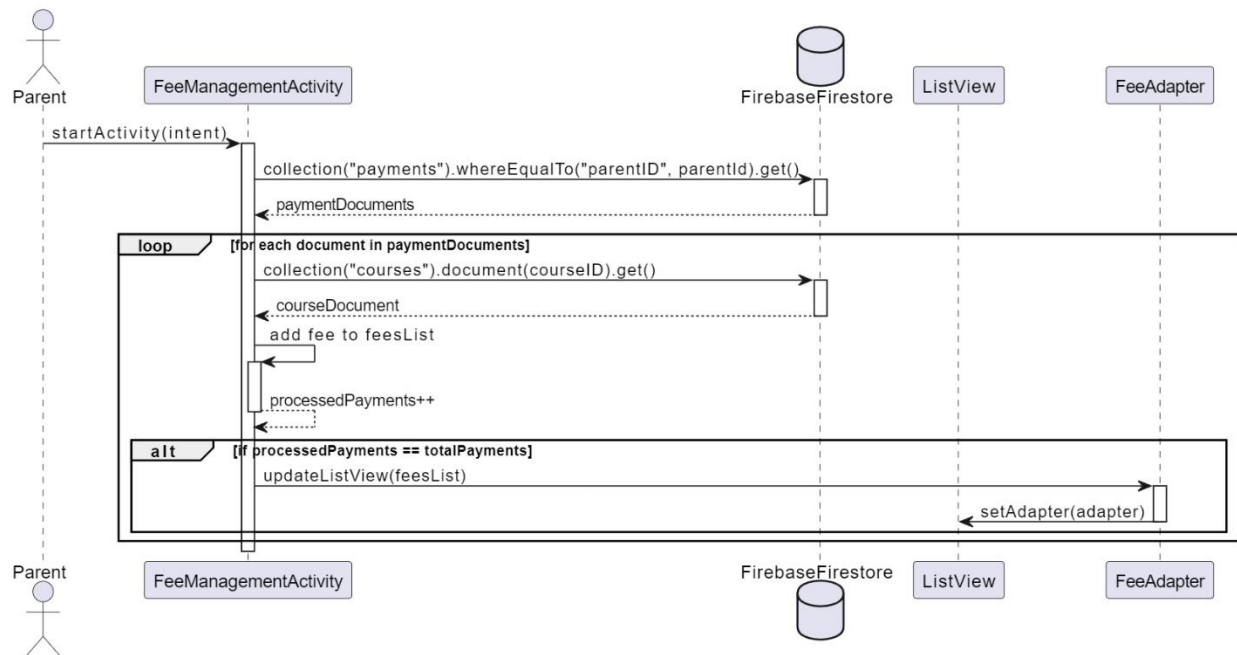 Parent
FeeManagementActivity
FirebaseFirestore
ListView
FeeAdapter
startActivity(intent)
collection("payments").whereEqualTo("parentID", parentId).get()
paymentDocuments
loop
[for each document in paymentDocuments]
collection("courses").document(courseID).get()
courseDocument
add fee to feesList
processedPayments++
alt
[if processedPayments == totalPayments]
updateListView(feesList)
setAdapter(adapter)
Parent
FeeManagementActivity
FirebaseFirestore
ListView
FeeAdapter